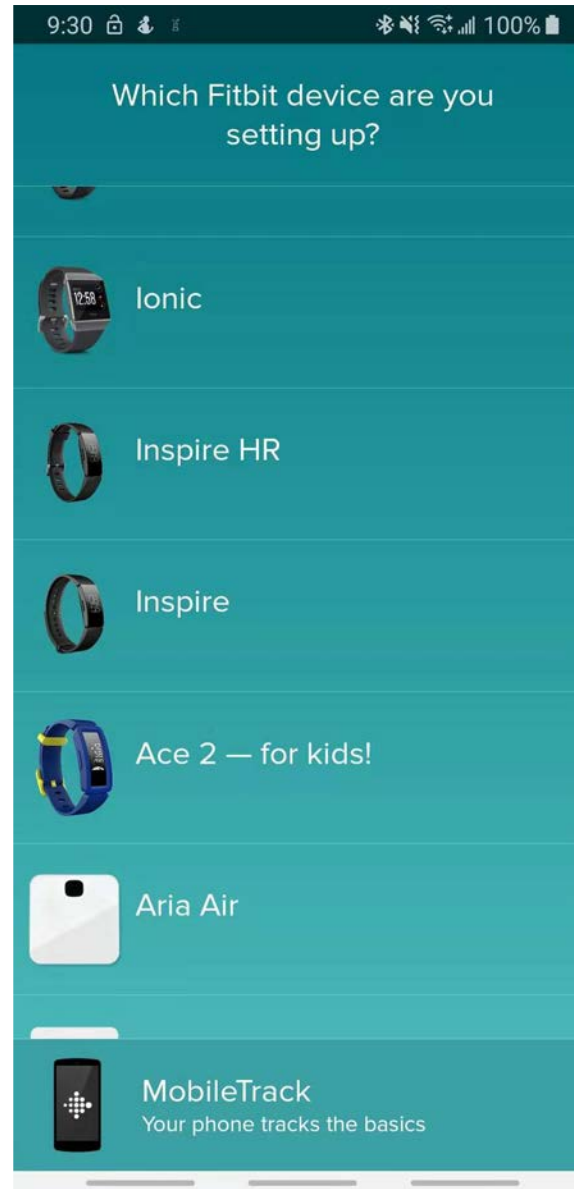 9:30
100%
Which Fitbit device are you
setting up?
12:58
Ionic
Inspire HR
Inspire
Ace 2 — for kids!
Aria Air
MobileTrack
Your phone tracks the basics